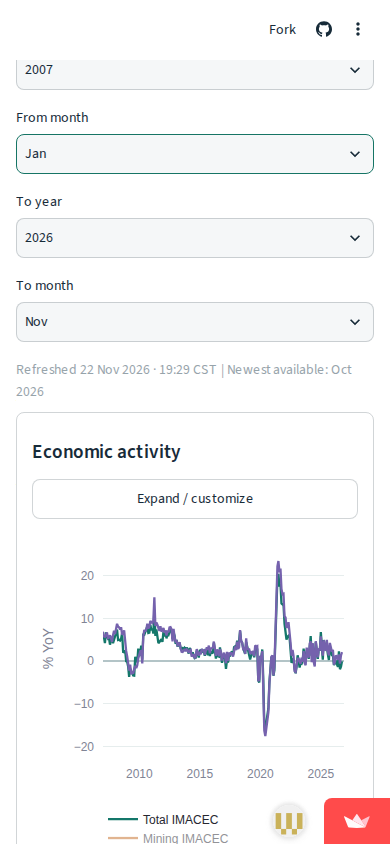 Fork
2007
From month
Jan
To year
2026
To month
Nov
Refreshed 22 Nov 2026 · 19:29 CST | Newest available: Oct
2026
Economic activity
Expand / customize
% YoY
20
10
0
−10
−20
2010 2015 2020 2025
Total IMACEC
Mining IMACEC